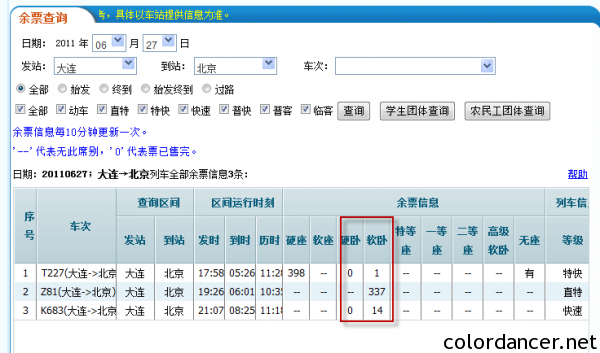 余票查询
号，具体以车站提供信息为准。
日期： 2011 年 06 月 27 日
发站： 大连 到站： 北京 车次：
全部 始发 终到 始发终到 过路
全部 动车 直特 特快 快速 普快 普客 临客 查询 学生团体查询 农民工团体查询
余票信息每10分钟更新一次。
'--'代表无此席别，'0'代表票已售完。
日期：20110627；大连→北京列车全部余票信息3条： 帮助
序号 车次 查询区间 区间运行时刻 余票信息 列车信
发站 到站 发时 到时 历时 硬座 软座 硬卧 软卧 特等座 一等座 二等座 高级软卧 无座 等级
1 T227(大连->北京 大连 北京 17:58 05:26 11:28 398 -- 0 1 -- -- -- -- 有 特快
2 Z81(大连->北京) 大连 北京 19:26 06:01 10:35 -- -- -- 337 -- -- -- -- -- 直特
3 K683(大连->北京 大连 北京 21:07 08:25 11:18 -- -- 0 14 -- -- -- -- -- 快速
colordancer.net